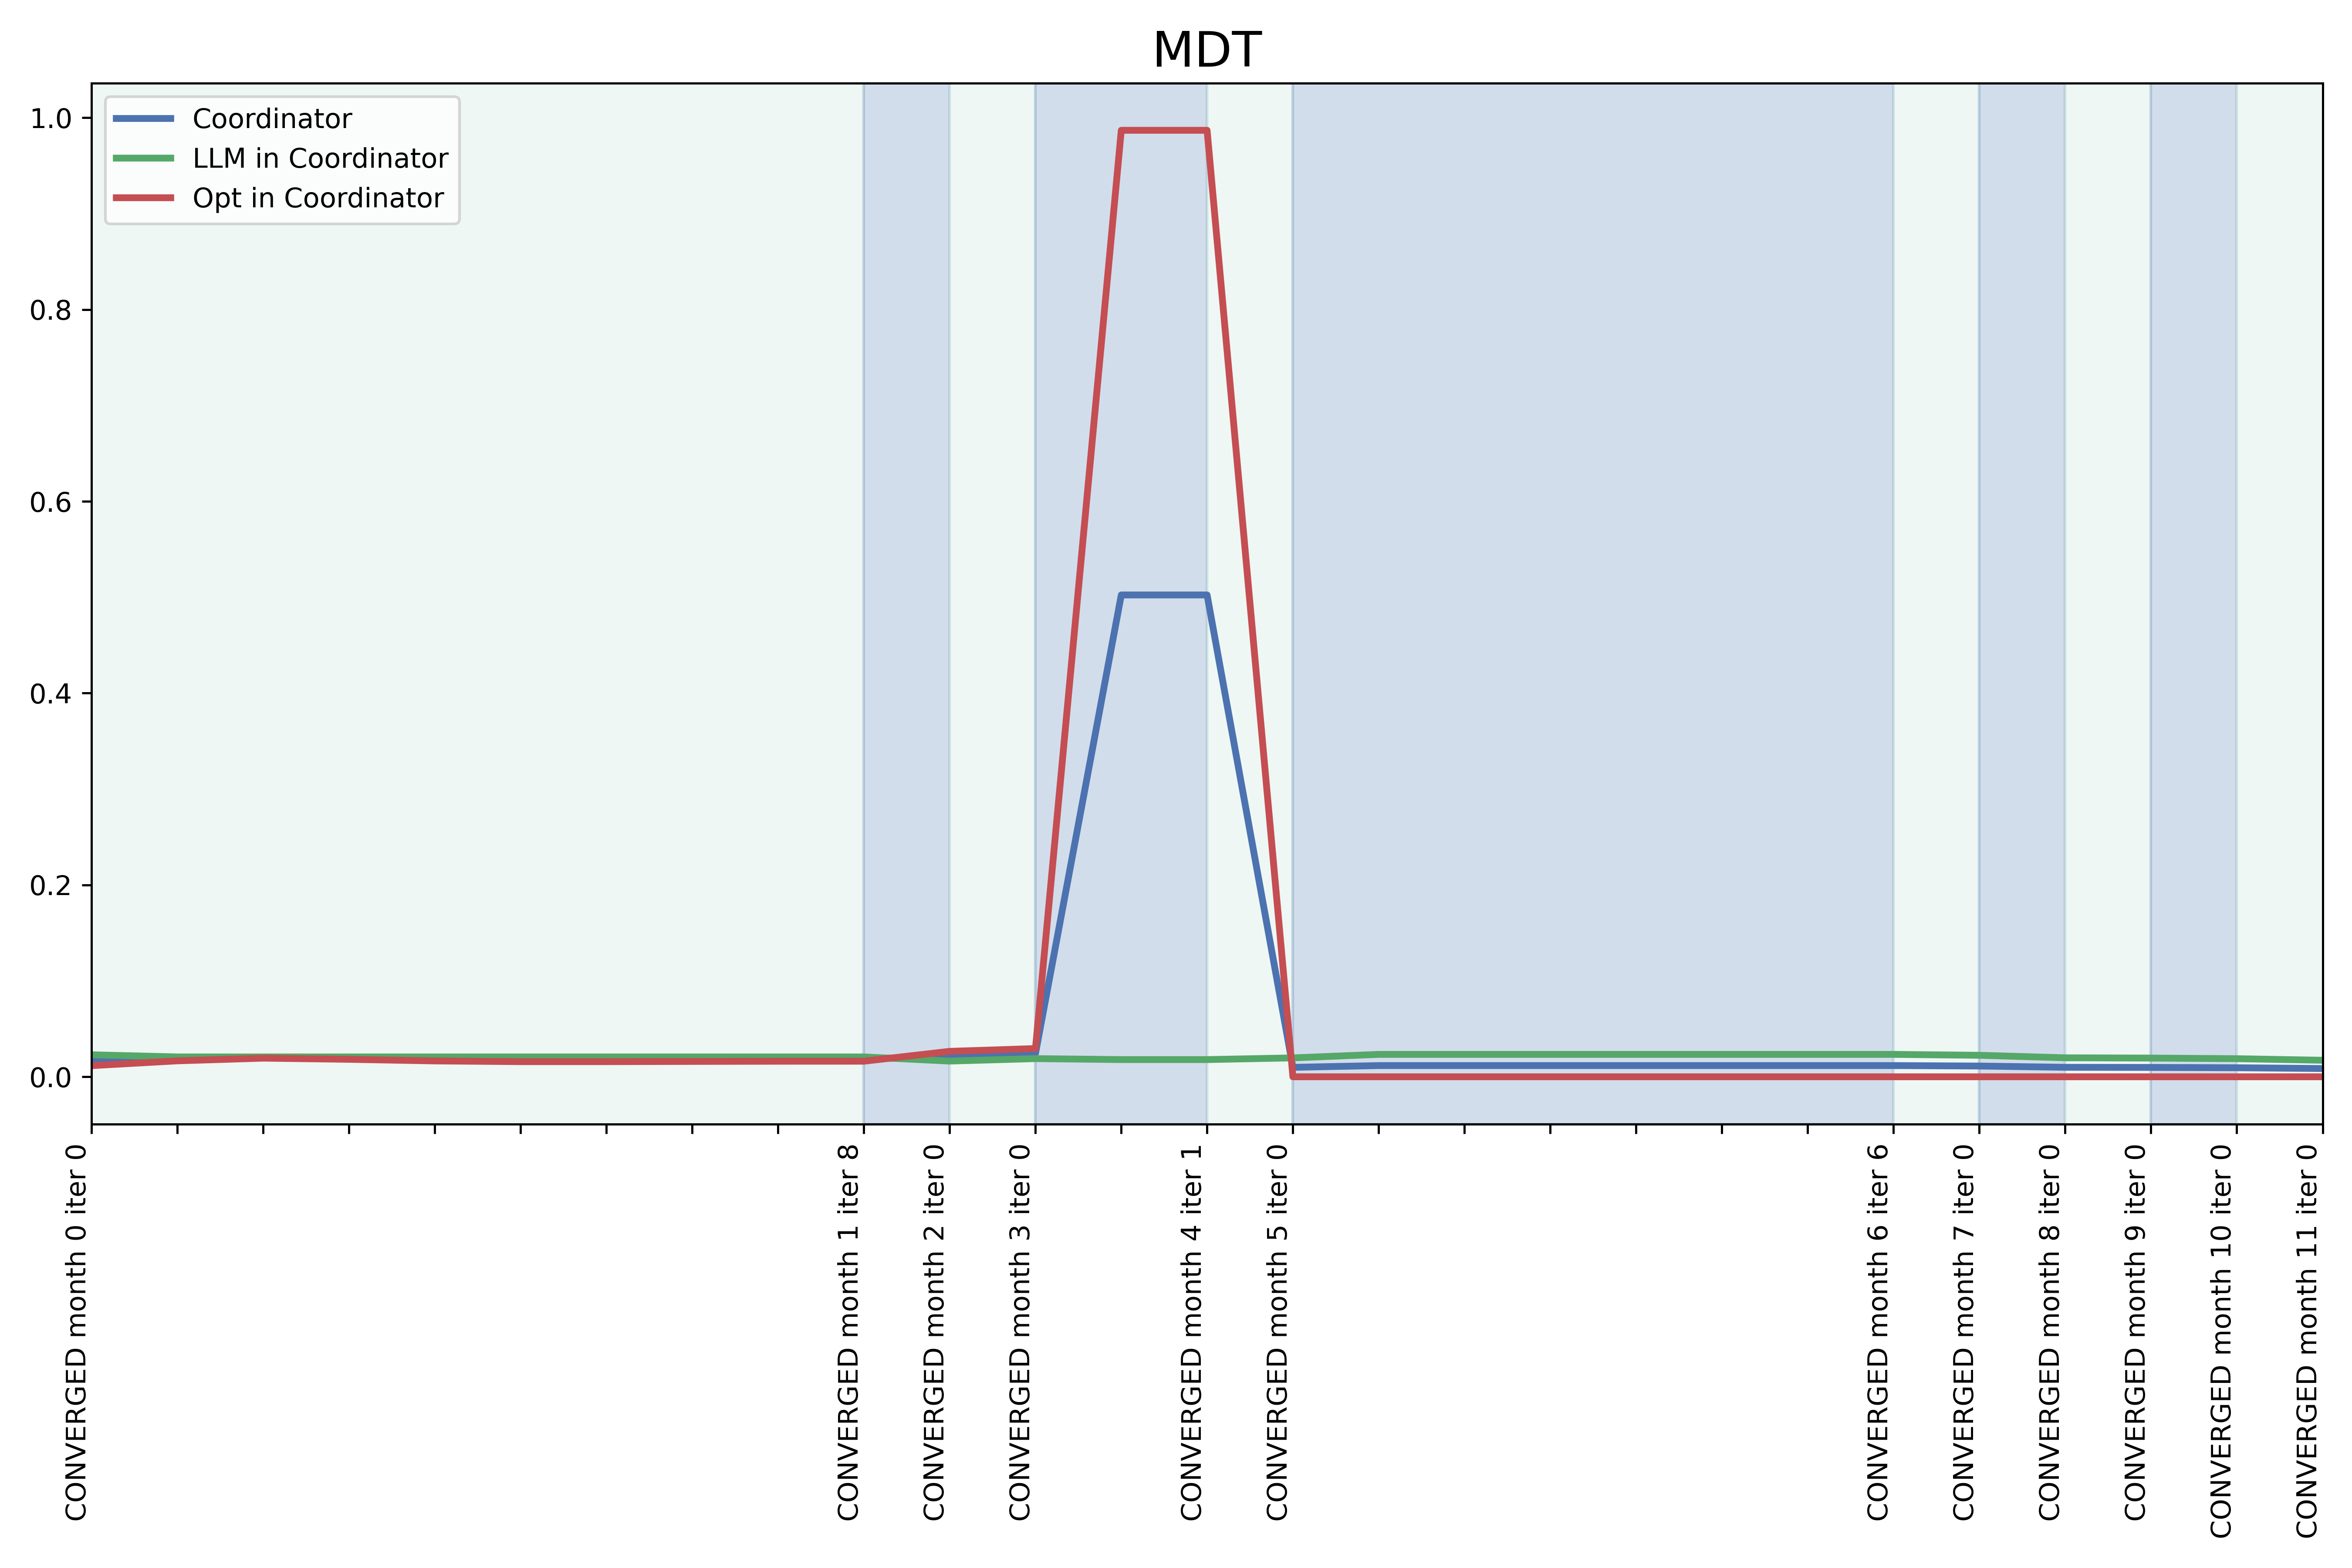 MDT
Coordinator
LLM in Coordinator
Opt in Coordinator
1.0
0.8
0.6
0.4
0.2
0.0
CONVERGED month 0 iter 0
CONVERGED month 1 iter 8
CONVERGED month 2 iter 0
CONVERGED month 3 iter 0
CONVERGED month 4 iter 1
CONVERGED month 5 iter 0
CONVERGED month 6 iter 6
CONVERGED month 7 iter 0
CONVERGED month 8 iter 0
CONVERGED month 9 iter 0
CONVERGED month 10 iter 0
CONVERGED month 11 iter 0